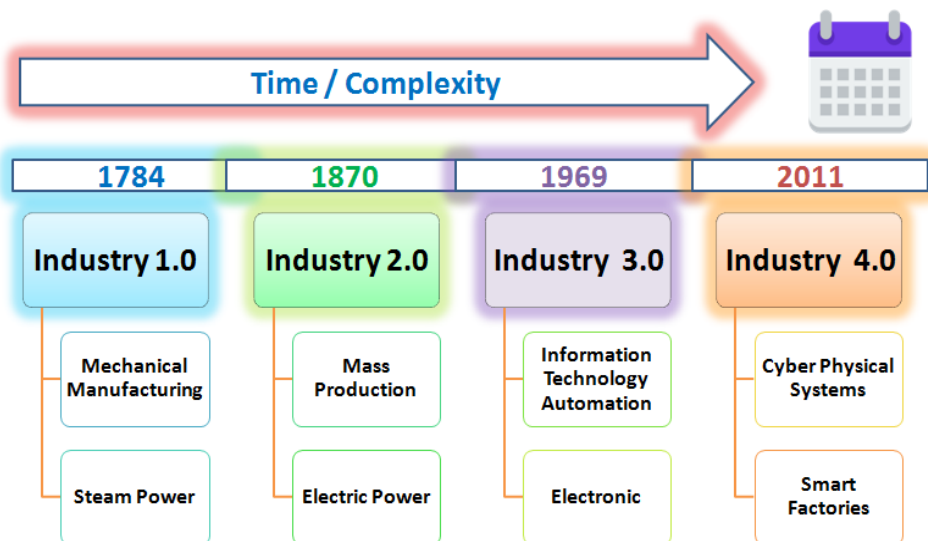 Time / Complexity
1784
1870
1969
2011
Industry 1.0
Industry 2.0
Industry 3.0
Industry 4.0
Mechanical
Manufacturing
Mass
Production
Information
Technology
Automation
Cyber Physical
Systems
Steam Power
Electric Power
Electronic
Smart
Factories